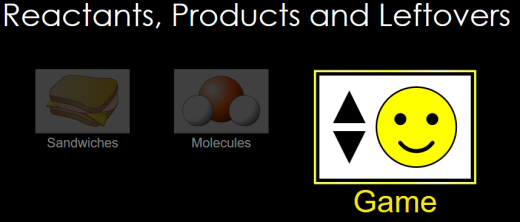 Reactants, Products and Leftovers
Sandwiches
Molecules
Game